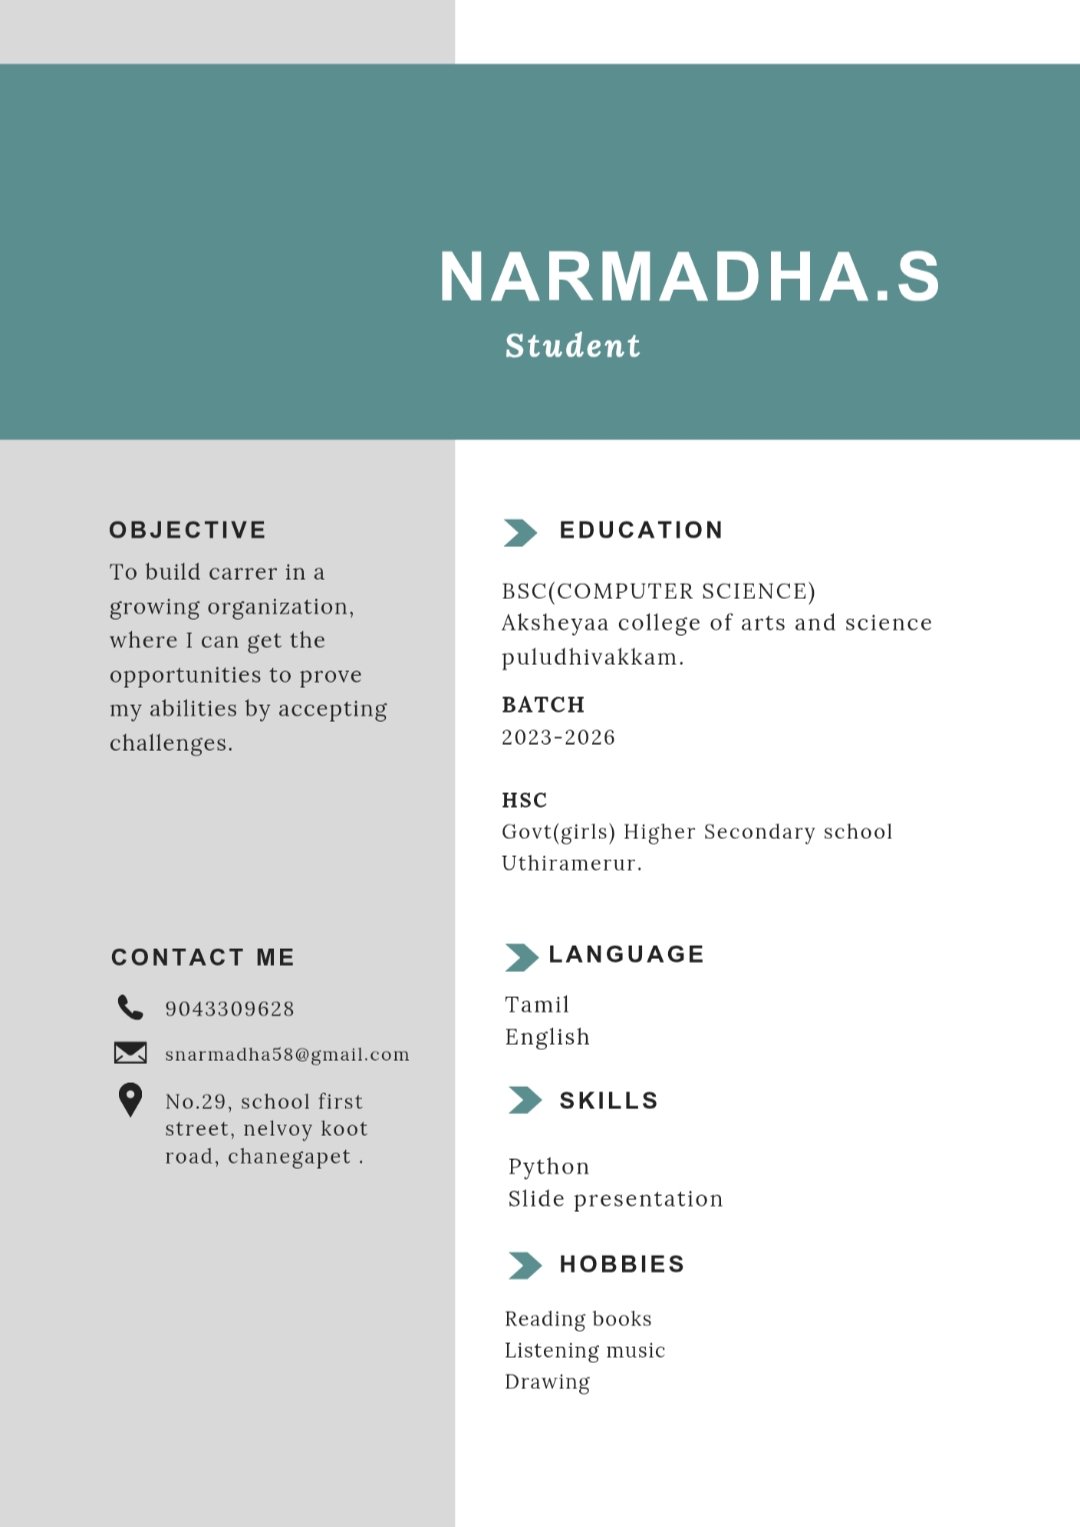 NARMADHA.S
Student
OBJECTIVE
To build carrer in a
growing organization,
where I can get the
opportunities to prove
my abilities by accepting
challenges.
CONTACT ME
9043309628
snarmadha58@gmail.com
No.29, school first
street, nelvoy koot
road, chanegapet .
EDUCATION
BSC(COMPUTER SCIENCE)
Aksheyaa college of arts and science
puludhivakkam.
BATCH
2023-2026
HSC
Govt(girls) Higher Secondary school
Uthiramerur.
LANGUAGE
Tamil
English
SKILLS
Python
Slide presentation
HOBBIES
Reading books
Listening music
Drawing